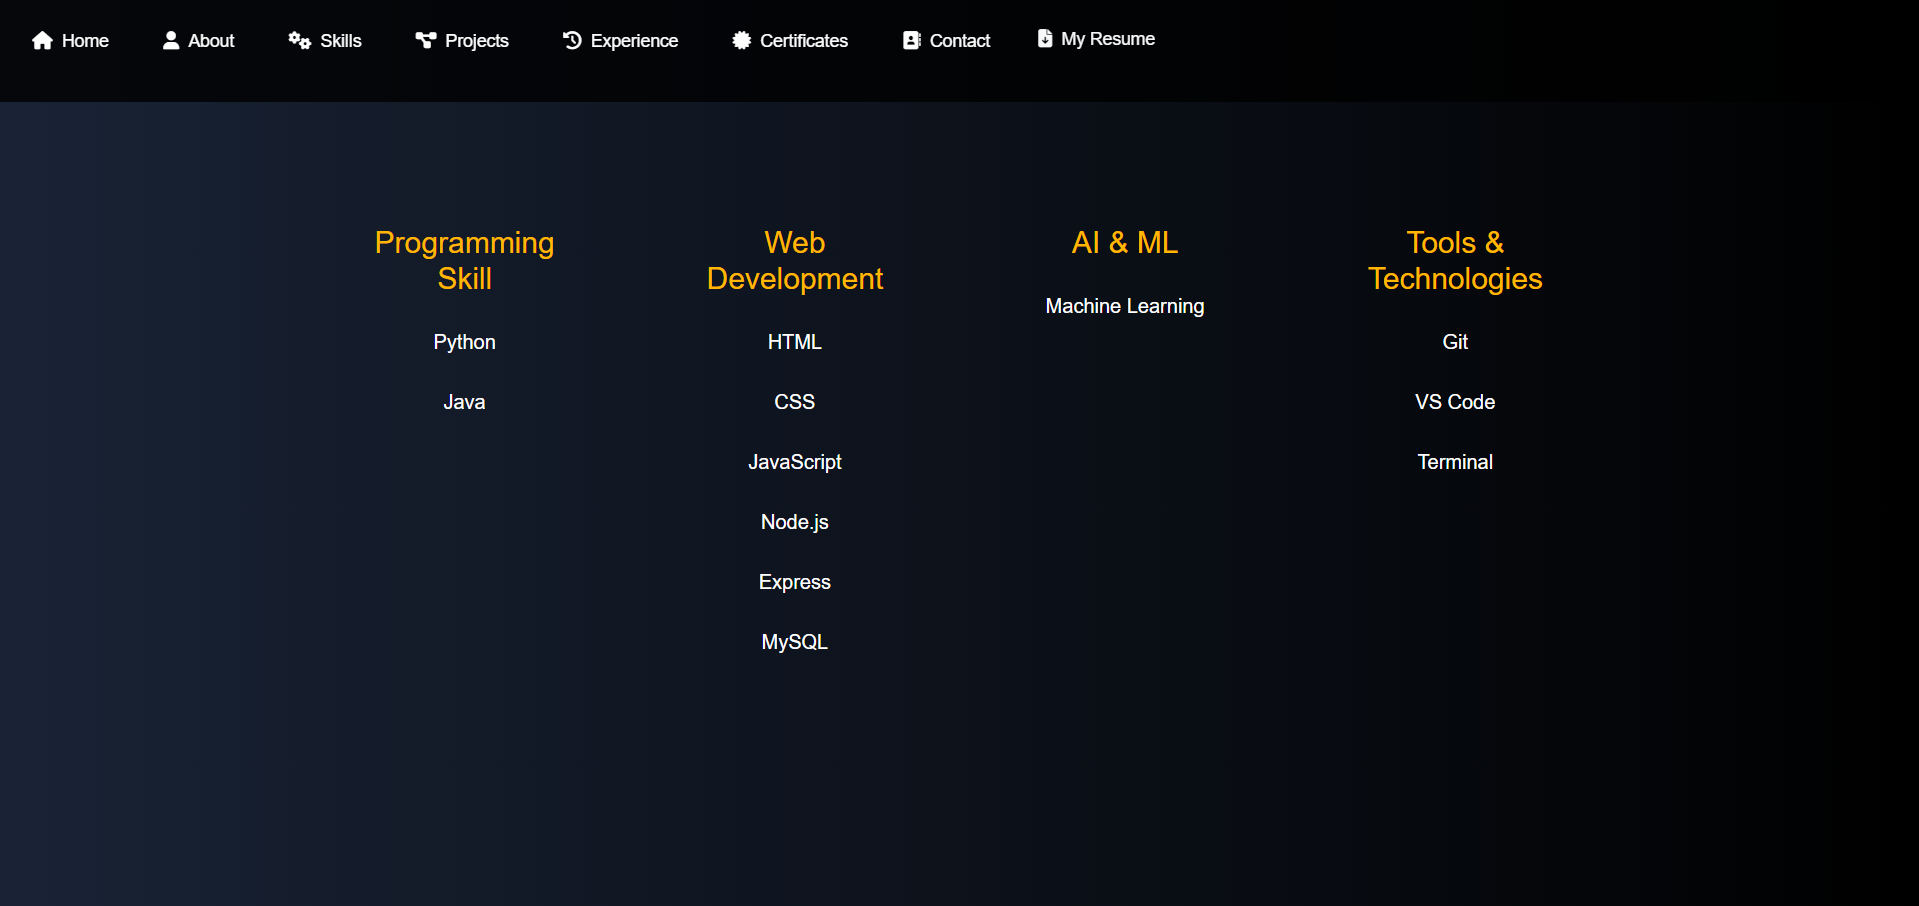 Home
About
Skills
Projects
Experience
Certificates
Contact
My Resume
Programming
Skill
Python
Java
Web
Development
HTML
CSS
JavaScript
Node.js
Express
MySQL
AI & ML
Machine Learning
Tools &
Technologies
Git
VS Code
Terminal